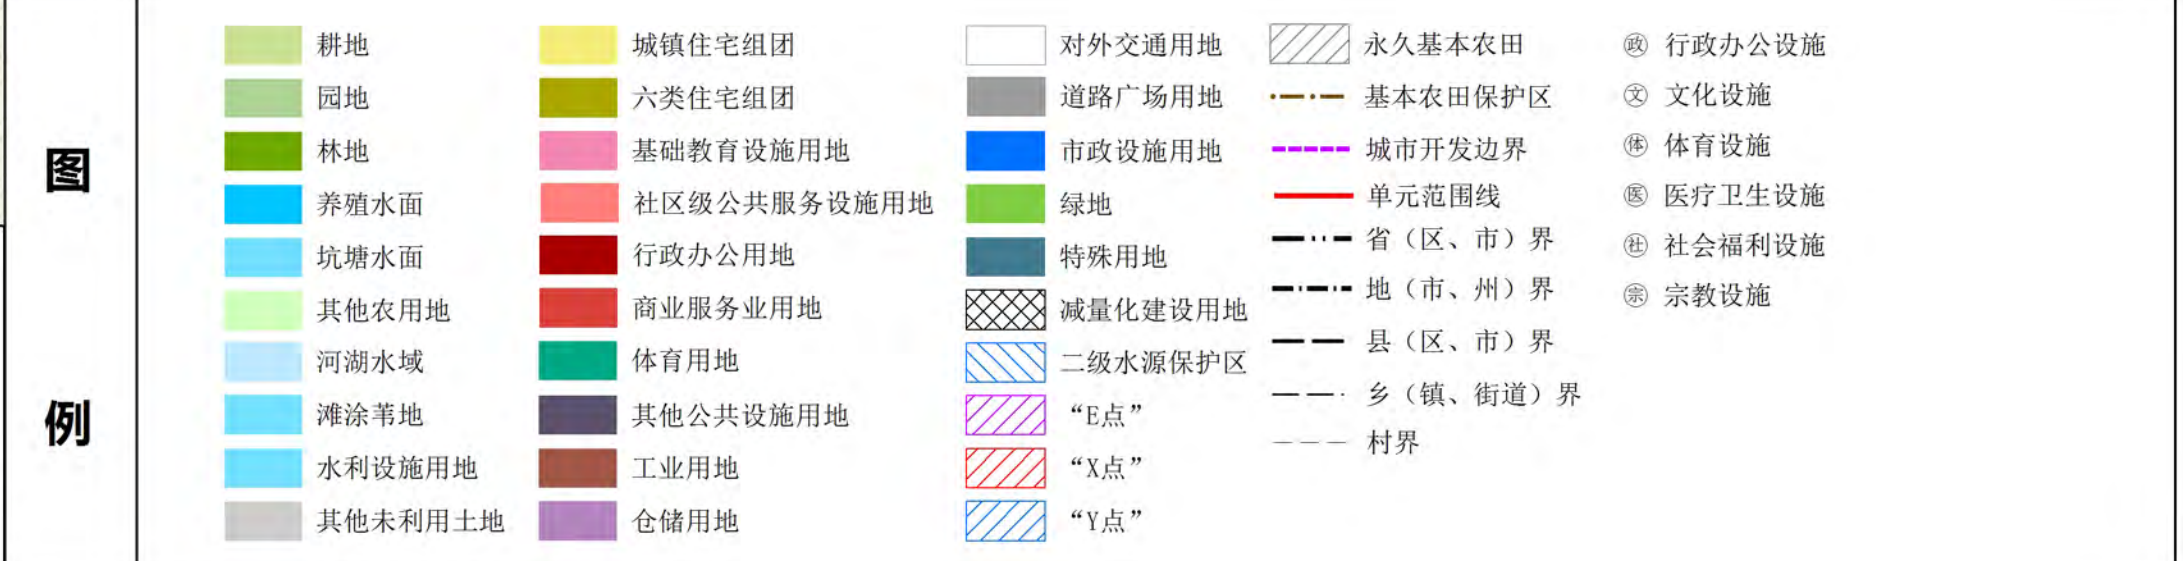 图例
耕地
园地
林地
养殖水面
坑塘水面
其他农用地
河湖水域
滩涂苇地
水利设施用地
其他未利用土地
城镇住宅组团
六类住宅组团
基础教育设施用地
社区级公共服务设施用地
行政办公用地
商业服务业用地
体育用地
其他公共设施用地
工业用地
仓储用地
对外交通用地
道路广场用地
市政设施用地
绿地
特殊用地
减量化建设用地
二级水源保护区
“E点”
“X点”
“Y点”
永久基本农田
基本农田保护区
城市开发边界
单元范围线
省（区、市）界
地（市、州）界
县（区、市）界
乡（镇、街道）界
村界
政 行政办公设施
文 文化设施
体 体育设施
医 医疗卫生设施
社 社会福利设施
宗 宗教设施